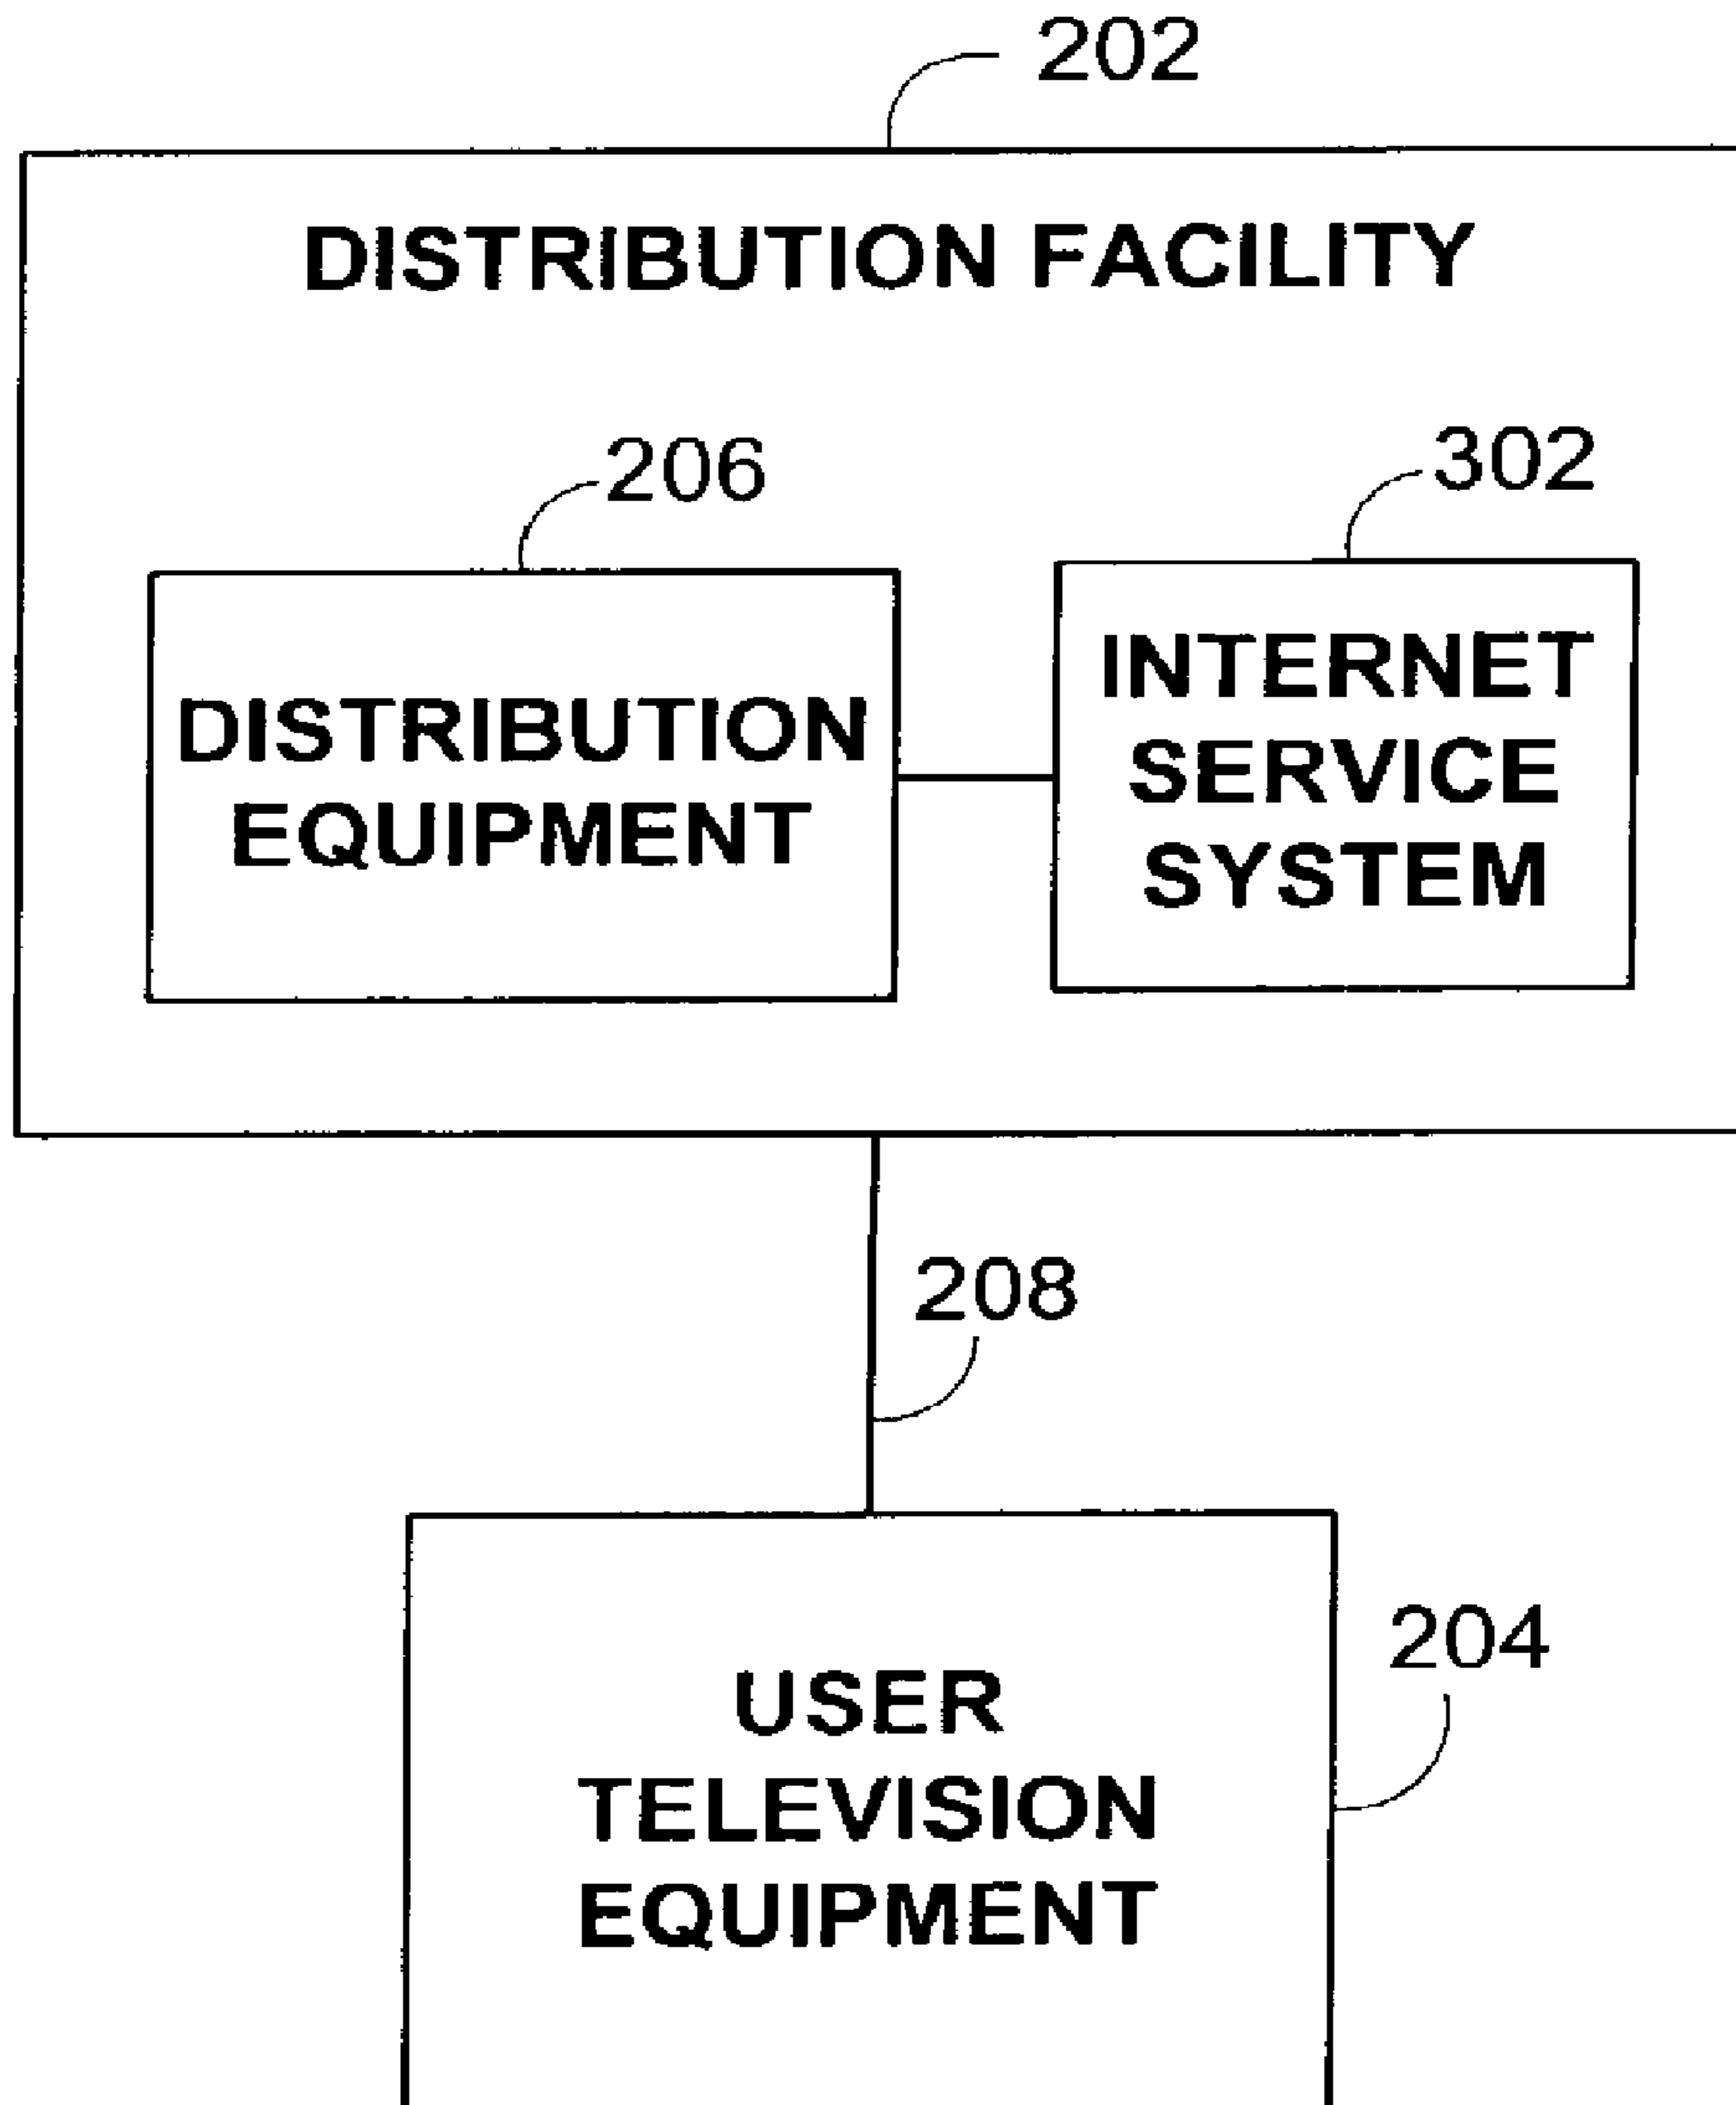 202
DISTRIBUTION FACILITY
206
302
DISTRIBUTION
EQUIPMENT
INTERNET
SERVICE
SYSTEM
208
204
USER
TELEVISION
EQUIPMENT